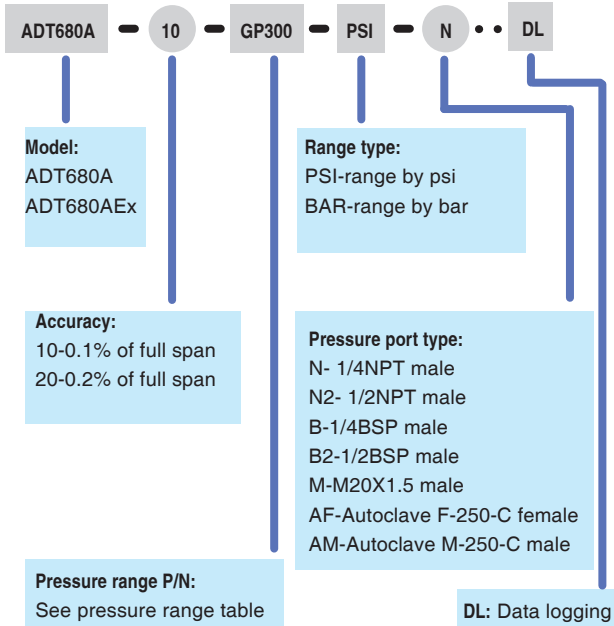 ADT680A 10 GP300 PSI N DL
Model:
ADT680A
ADT680AEx
Range type:
PSI-range by psi
BAR-range by bar
Accuracy:
10-0.1% of full span
20-0.2% of full span
Pressure port type:
N- 1/4NPT male
N2- 1/2NPT male
B-1/4BSP male
B2-1/2BSP male
M-M20X1.5 male
AF-Autoclave F-250-C female
AM-Autoclave M-250-C male
Pressure range P/N:
See pressure range table
DL: Data logging